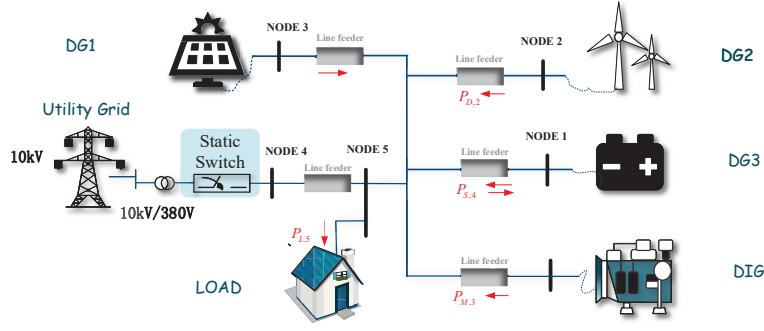 DG1
NODE 3
Line feeder
Line feeder
NODE 2
DG2
P_{D,2}
Utility Grid
10kV
10kV/380V
Static
Switch
NODE 4
Line feeder
NODE 5
Line feeder
NODE 1
DG3
P_{S,4}
P_{L,5}
LOAD
Line feeder
DIG
P_{M,3}